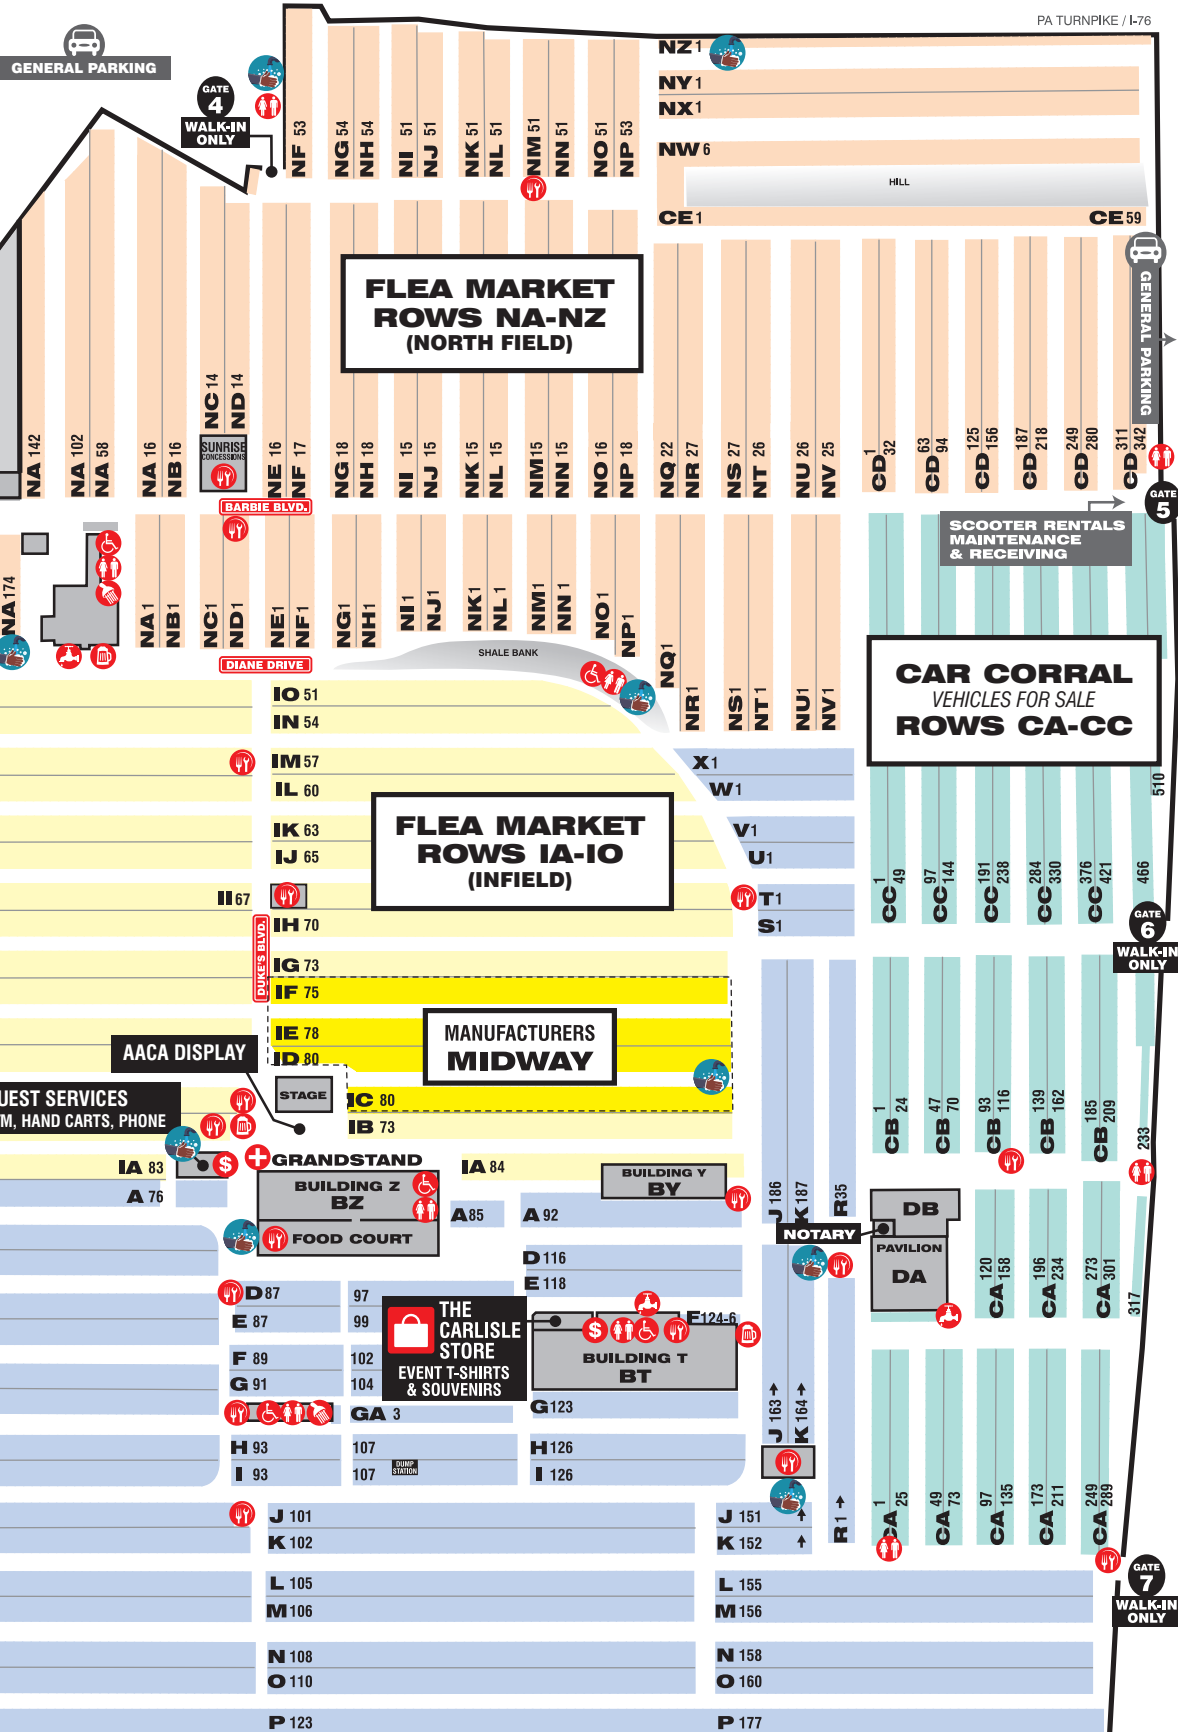 PA TURNPIKE / I-76
GENERAL PARKING
GATE
4
WALK-IN
ONLY
NF 53
NG 54
NH 54
NI 51
NJ 51
NK 51
NL 51
NM 51
NN 51
NO 51
NP 53
NZ 1
NY 1
NX 1
NW 6
HILL
CE 1
CE 59
GENERAL PARKING
FLEA MARKET
ROWS NA-NZ
(NORTH FIELD)
NA 142
NA 102
NA 58
NA 16
NB 16
NC 14
ND 14
SUNRISE
CONCESSIONS
NE 16
NF 17
NG 18
NH 18
NI 15
NJ 15
NK 15
NL 15
NM 15
NN 15
NO 16
NP 18
NQ 22
NR 27
NS 27
NT 26
NU 26
NV 25
CD 1 32
CD 63 94
CD 125 156
CD 187 218
CD 249 280
CD 311 342
GATE
5
BARBIE BLVD.
SCOOTER RENTALS
MAINTENANCE
& RECEIVING
NA 174
NA 1
NB 1
NC 1
ND 1
NE 1
NF 1
NG 1
NH 1
NI 1
NJ 1
NK 1
NL 1
NM 1
NN 1
NO 1
NP 1
NQ 1
NR 1
NS 1
NT 1
NU 1
NV 1
DIANE DRIVE
SHALE BANK
CAR CORRAL
VEHICLES FOR SALE
ROWS CA-CC
IO 51
IN 54
IM 57
IL 60
IK 63
IJ 65
II 67
IH 70
IG 73
IF 75
IE 78
ID 80
IC 80
IB 73
FLEA MARKET
ROWS IA-IO
(INFIELD)
X 1
W 1
V 1
U 1
T 1
S 1
510
CC 1 49
CC 97 144
CC 191 238
CC 284 330
CC 376 421
466
GATE
6
WALK-IN
ONLY
DUKE'S BLVD.
MANUFACTURERS
MIDWAY
AACA DISPLAY
STAGE
UEST SERVICES
M, HAND CARTS, PHONE
CB 1 24
CB 47 70
CB 93 116
CB 139 162
CB 185 209
233
IA 83
A 76
$
GRANDSTAND
BUILDING Z
BZ
FOOD COURT
IA 84
BUILDING Y
BY
A 85
A 92
J 186
K 187
R 35
NOTARY
DB
PAVILION
DA
CA 120 158
CA 196 234
CA 273 301
317
D 116
E 118
D 87
E 87
97
99
THE
CARLISLE
STORE
EVENT T-SHIRTS
& SOUVENIRS
F 124-6
$
BUILDING T
BT
F 89
G 91
102
104
GA 3
G 123
H 93
I 93
107
107
DUMP
STATION
H 126
I 126
J 163 →
K 164 →
R 1 →
CA 1 25
CA 49 73
CA 97 135
CA 173 211
CA 249 289
GATE
7
WALK-IN
ONLY
J 101
K 102
J 151
K 152
L 105
M 106
L 155
M 156
N 108
O 110
N 158
O 160
P 123
P 177